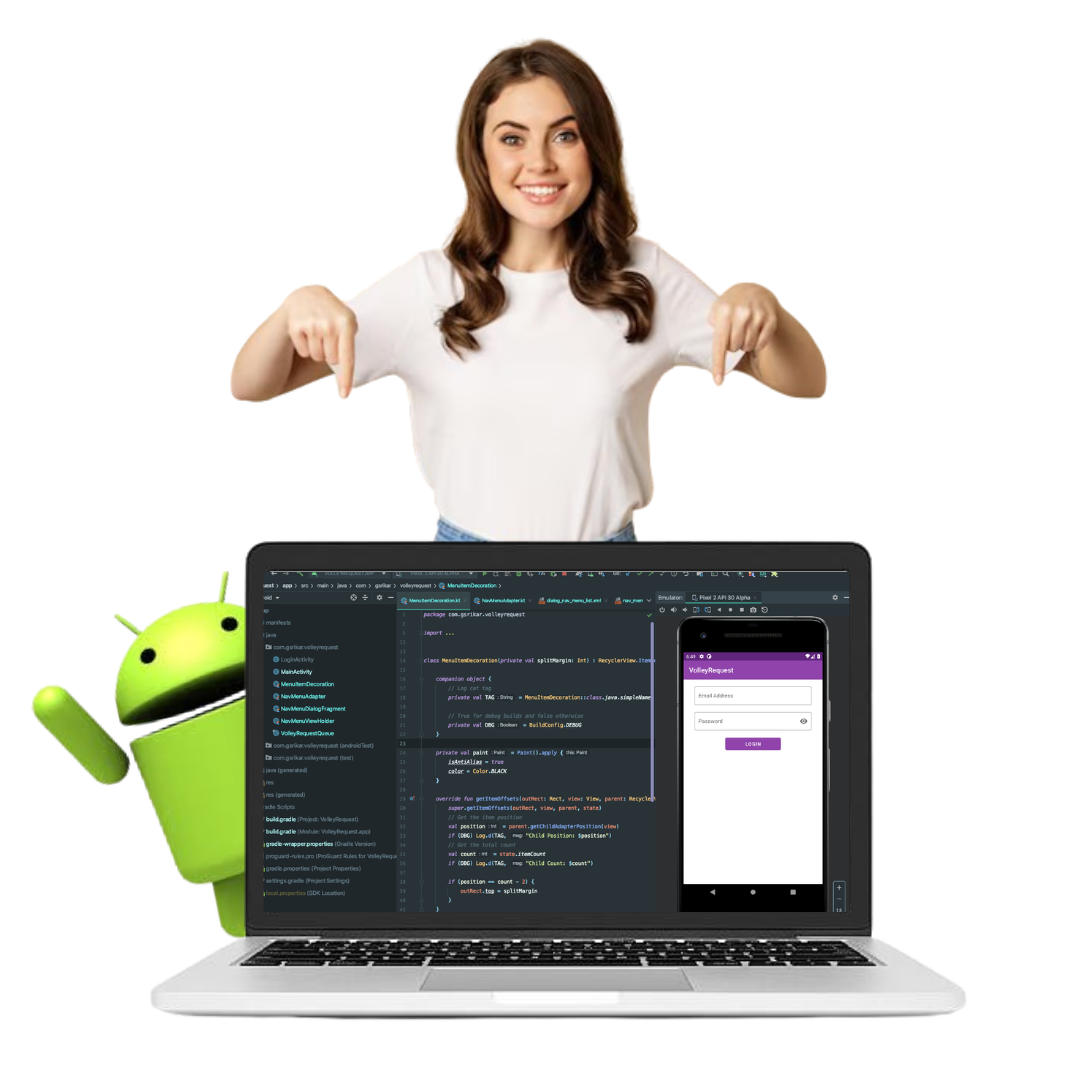 uest > app > src > main > java > com > gsrikar > volleyrequest > MenuItemDecoration >
oid
MenuItemDecoration.kt
NavMenuAdapter.kt
dialog_nav_menu_list.xml
nav_men
Emulator: Pixel 2 API 30 Alpha
manifests
java
com.gsrikar.volleyrequest
LoginActivity
MainActivity
MenuItemDecoration
NavMenuAdapter
NavMenuDialogFragment
NavMenuViewHolder
VolleyRequestQueue
com.gsrikar.volleyrequest (androidTest)
com.gsrikar.volleyrequest (test)
java (generated)
res
res (generated)
adle Scripts
build.gradle (Project: VolleyRequest)
build.gradle (Module: VolleyRequest.app)
gradle-wrapper.properties (Gradle Version)
proguard-rules.pro (ProGuard Rules for VolleyReque
gradle.properties (Project Properties)
settings.gradle (Project Settings)
local.properties (SDK Location)
package com.gsrikar.volleyrequest
import ...
class MenuItemDecoration(private val splitMargin: Int) : RecyclerView.Item
companion object {
// Log cat tag
private val TAG : String = MenuItemDecoration::class.java.simpleName
// True for debug builds and false otherwise
private val DBG : Boolean = BuildConfig.DEBUG
}
private val paint : Paint = Paint().apply { this: Paint
isAntiAlias = true
color = Color.BLACK
}
override fun getItemOffsets(outRect: Rect, view: View, parent: Recycle
super.getItemOffsets(outRect, view, parent, state)
// Get the item position
val position : Int = parent.getChildAdapterPosition(view)
if (DBG) Log.d(TAG, msg: "Child Position: $position")
// Get the total count
val count : Int = state.itemCount
if (DBG) Log.d(TAG, msg: "Child Count: $count")
if (position == count - 2) {
outRect.top = splitMargin
}
}
VolleyRequest
Email Address
Password
LOGIN